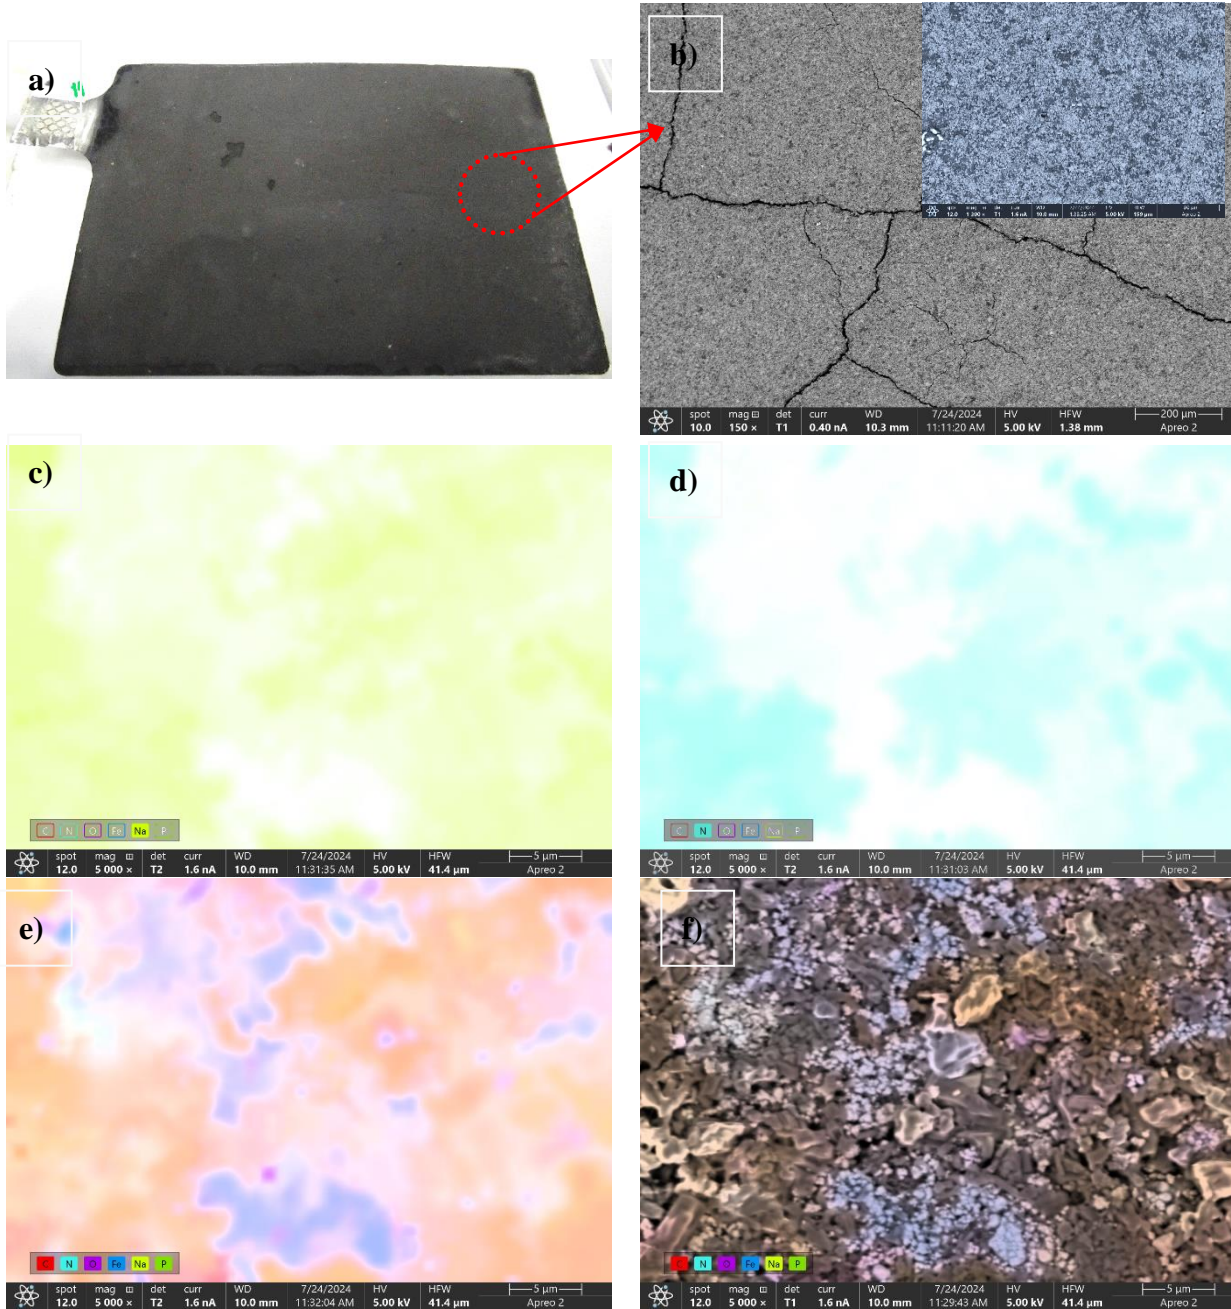 a)
b)
spot mag det curr WD 7/24/2024 HV HFW 200 µm
10.0 150 × T1 0.40 nA 10.3 mm 11:11:20 AM 5.00 kV 1.38 mm Apreo 2
c)
C N O Fe Na P
spot mag det curr WD 7/24/2024 HV HFW 5 µm
12.0 5 000 × T2 1.6 nA 10.0 mm 11:31:35 AM 5.00 kV 41.4 µm Apreo 2
d)
C N O Fe Na P
spot mag det curr WD 7/24/2024 HV HFW 5 µm
12.0 5 000 × T2 1.6 nA 10.0 mm 11:31:03 AM 5.00 kV 41.4 µm Apreo 2
e)
C N O Fe Na P
spot mag det curr WD 7/24/2024 HV HFW 5 µm
12.0 5 000 × T2 1.6 nA 10.0 mm 11:32:04 AM 5.00 kV 41.4 µm Apreo 2
f)
C N O Fe Na P
spot mag det curr WD 7/24/2024 HV HFW 5 µm
12.0 5 000 × T1 1.6 nA 10.0 mm 11:29:43 AM 5.00 kV 41.4 µm Apreo 2